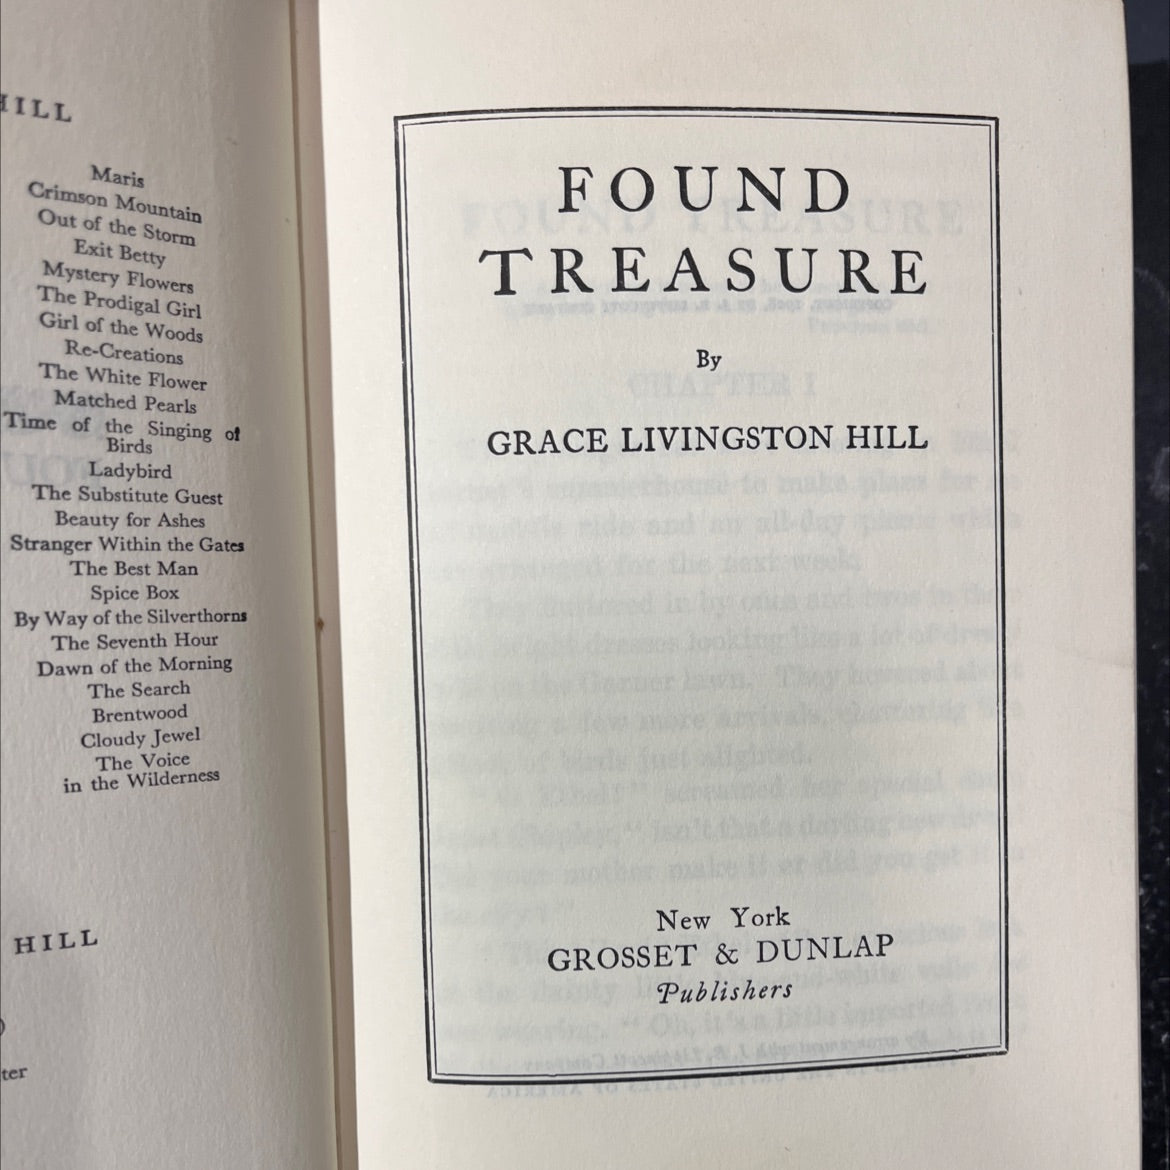 HILL
Maris
Crimson Mountain
Out of the Storm
Exit Betty
Mystery Flowers
The Prodigal Girl
Girl of the Woods
Re-Creations
The White Flower
Matched Pearls
Time of the Singing of
Birds
Ladybird
The Substitute Guest
Beauty for Ashes
Stranger Within the Gates
The Best Man
Spice Box
By Way of the Silverthorns
The Seventh Hour
Dawn of the Morning
The Search
Brentwood
Cloudy Jewel
The Voice
in the Wilderness
HILL
ter
FOUND
TREASURE
By
GRACE LIVINGSTON HILL
New York
GROSSET & DUNLAP
Publishers